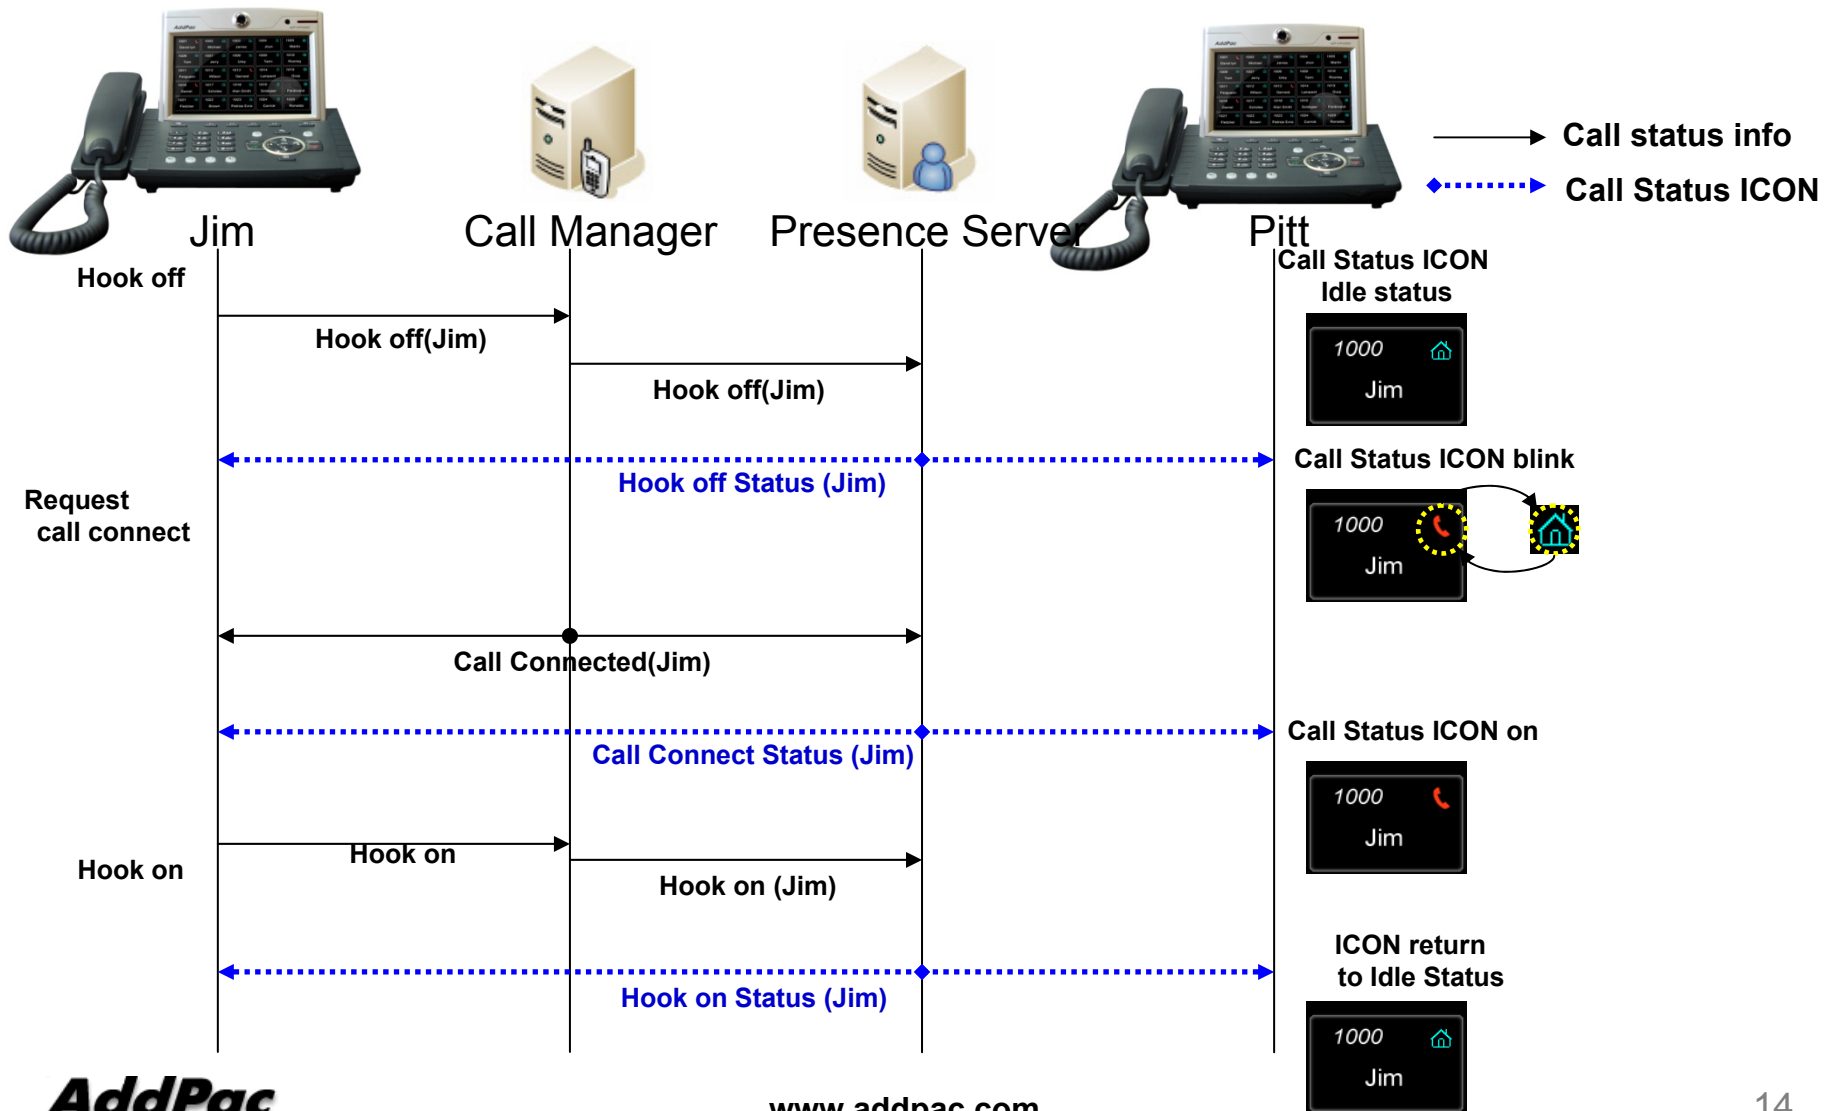 AddPac
AddPac
Call status info
Call Status ICON
Jim
Call Manager
Presence Server
Pitt
Hook off
Call Status ICON
Idle status
Hook off(Jim)
1000
Jim
Hook off(Jim)
Call Status ICON blink
Hook off Status (Jim)
Request
call connect
1000
Jim
Call Connected(Jim)
Call Status ICON on
Call Connect Status (Jim)
1000
Jim
Hook on
Hook on
Hook on (Jim)
ICON return
to Idle Status
Hook on Status (Jim)
1000
Jim
AddPac
www.addpac.com
14